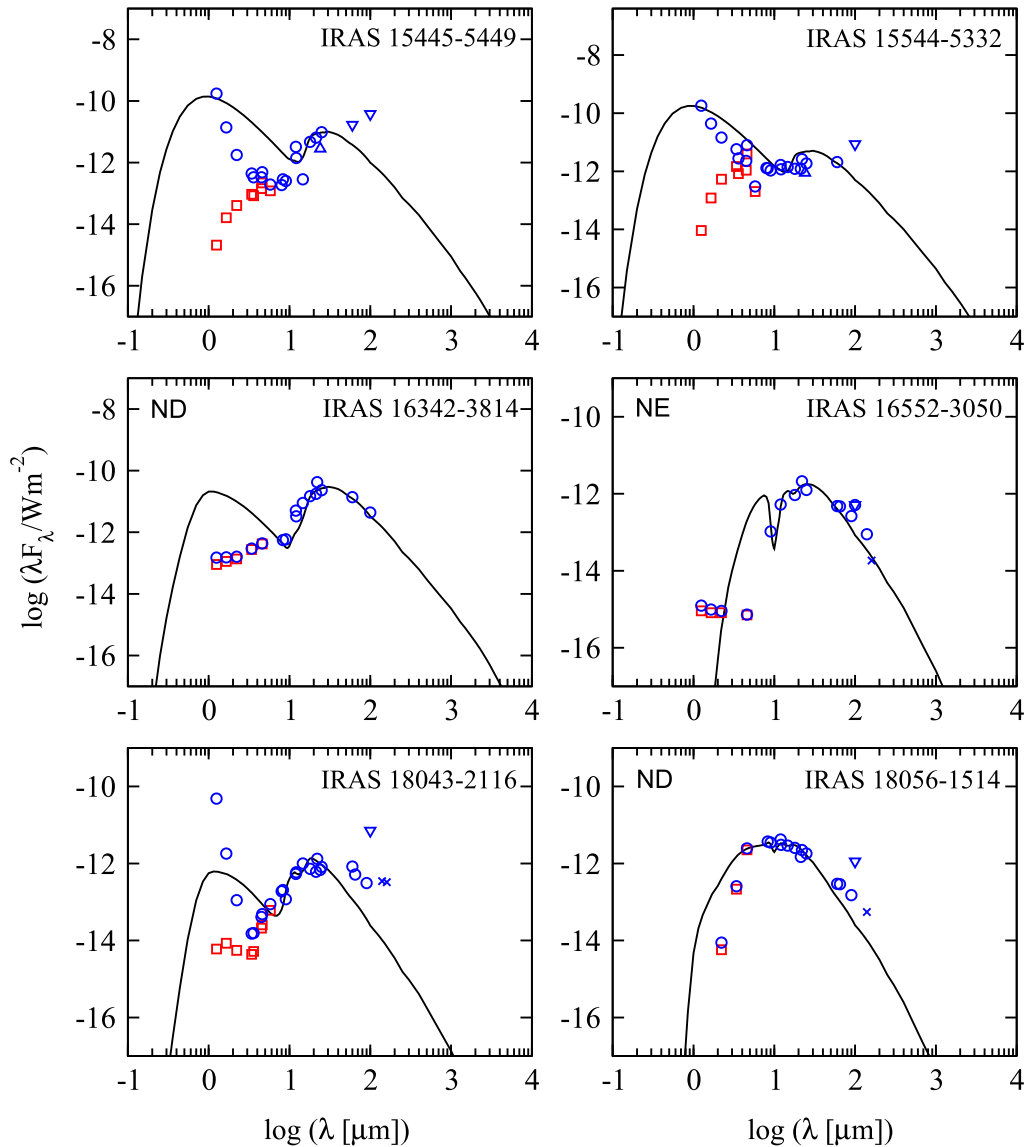 IRAS 15445-5449
-8
-10
-12
-14
-16
-1 0 1 2 3 4
IRAS 15544-5332
-8
-10
-12
-14
-16
-1 0 1 2 3 4
ND IRAS 16342-3814
-8
-10
-12
-14
-16
-1 0 1 2 3 4
NE IRAS 16552-3050
-10
-12
-14
-16
-1 0 1 2 3 4
IRAS 18043-2116
-10
-12
-14
-16
-1 0 1 2 3 4
ND IRAS 18056-1514
-10
-12
-14
-16
-1 0 1 2 3 4
log (λFλ/Wm-2)
log (λ [μm])
log (λ [μm])